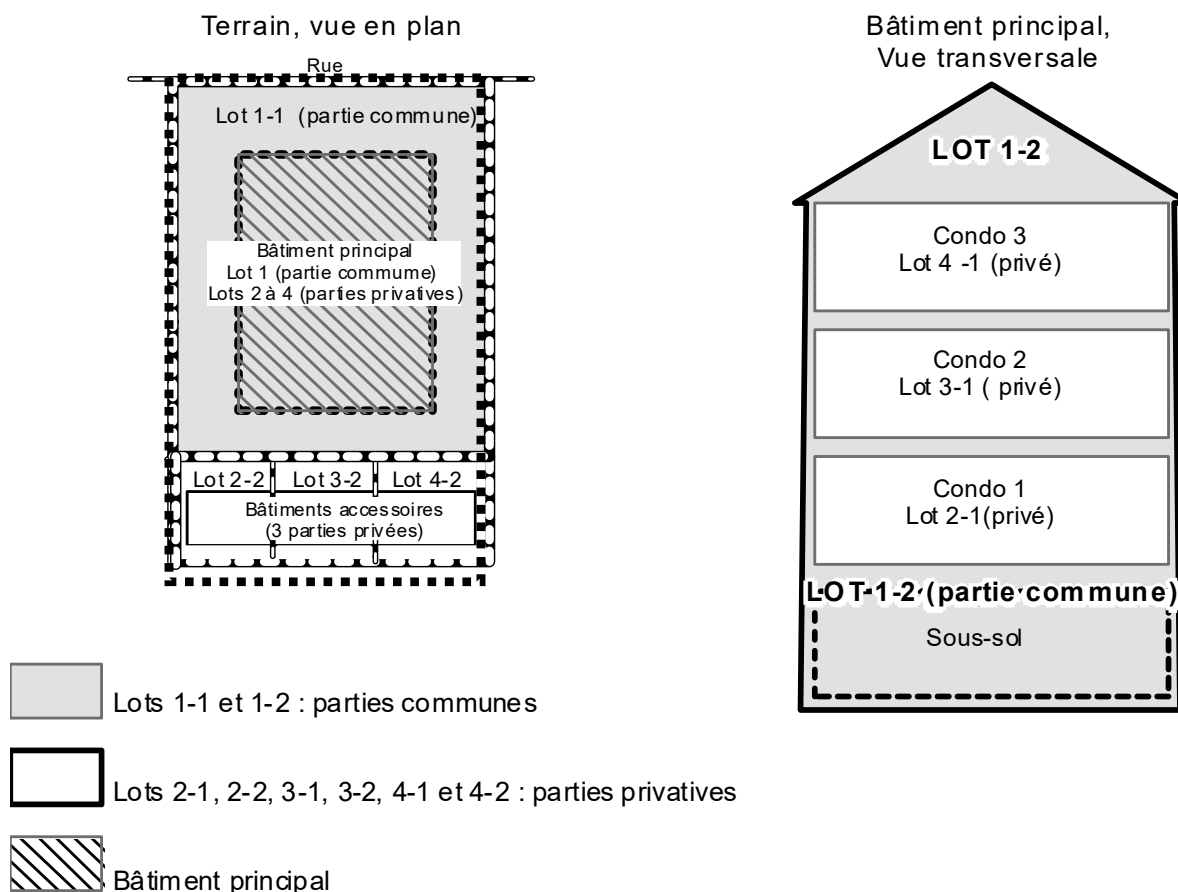 Terrain, vue en plan
Rue
Lot 1-1 (partie commune)
Bâtiment principal
Lot 1 (partie commume)
Lots 2 à 4 (parties privatives)
Lot 2-2 Lot 3-2 Lot 4-2
Bâtiments accessoires
(3 parties privées)
Bâtiment principal,
Vue transversale
LOT 1-2
Condo 3
Lot 4 -1 (privé)
Condo 2
Lot 3-1 ( privé)
Condo 1
Lot 2-1(privé)
LOT 1-2 (partie commune)
Sous-sol
Lots 1-1 et 1-2 : parties communes
Lots 2-1, 2-2, 3-1, 3-2, 4-1 et 4-2 : parties privatives
Bâtiment principal